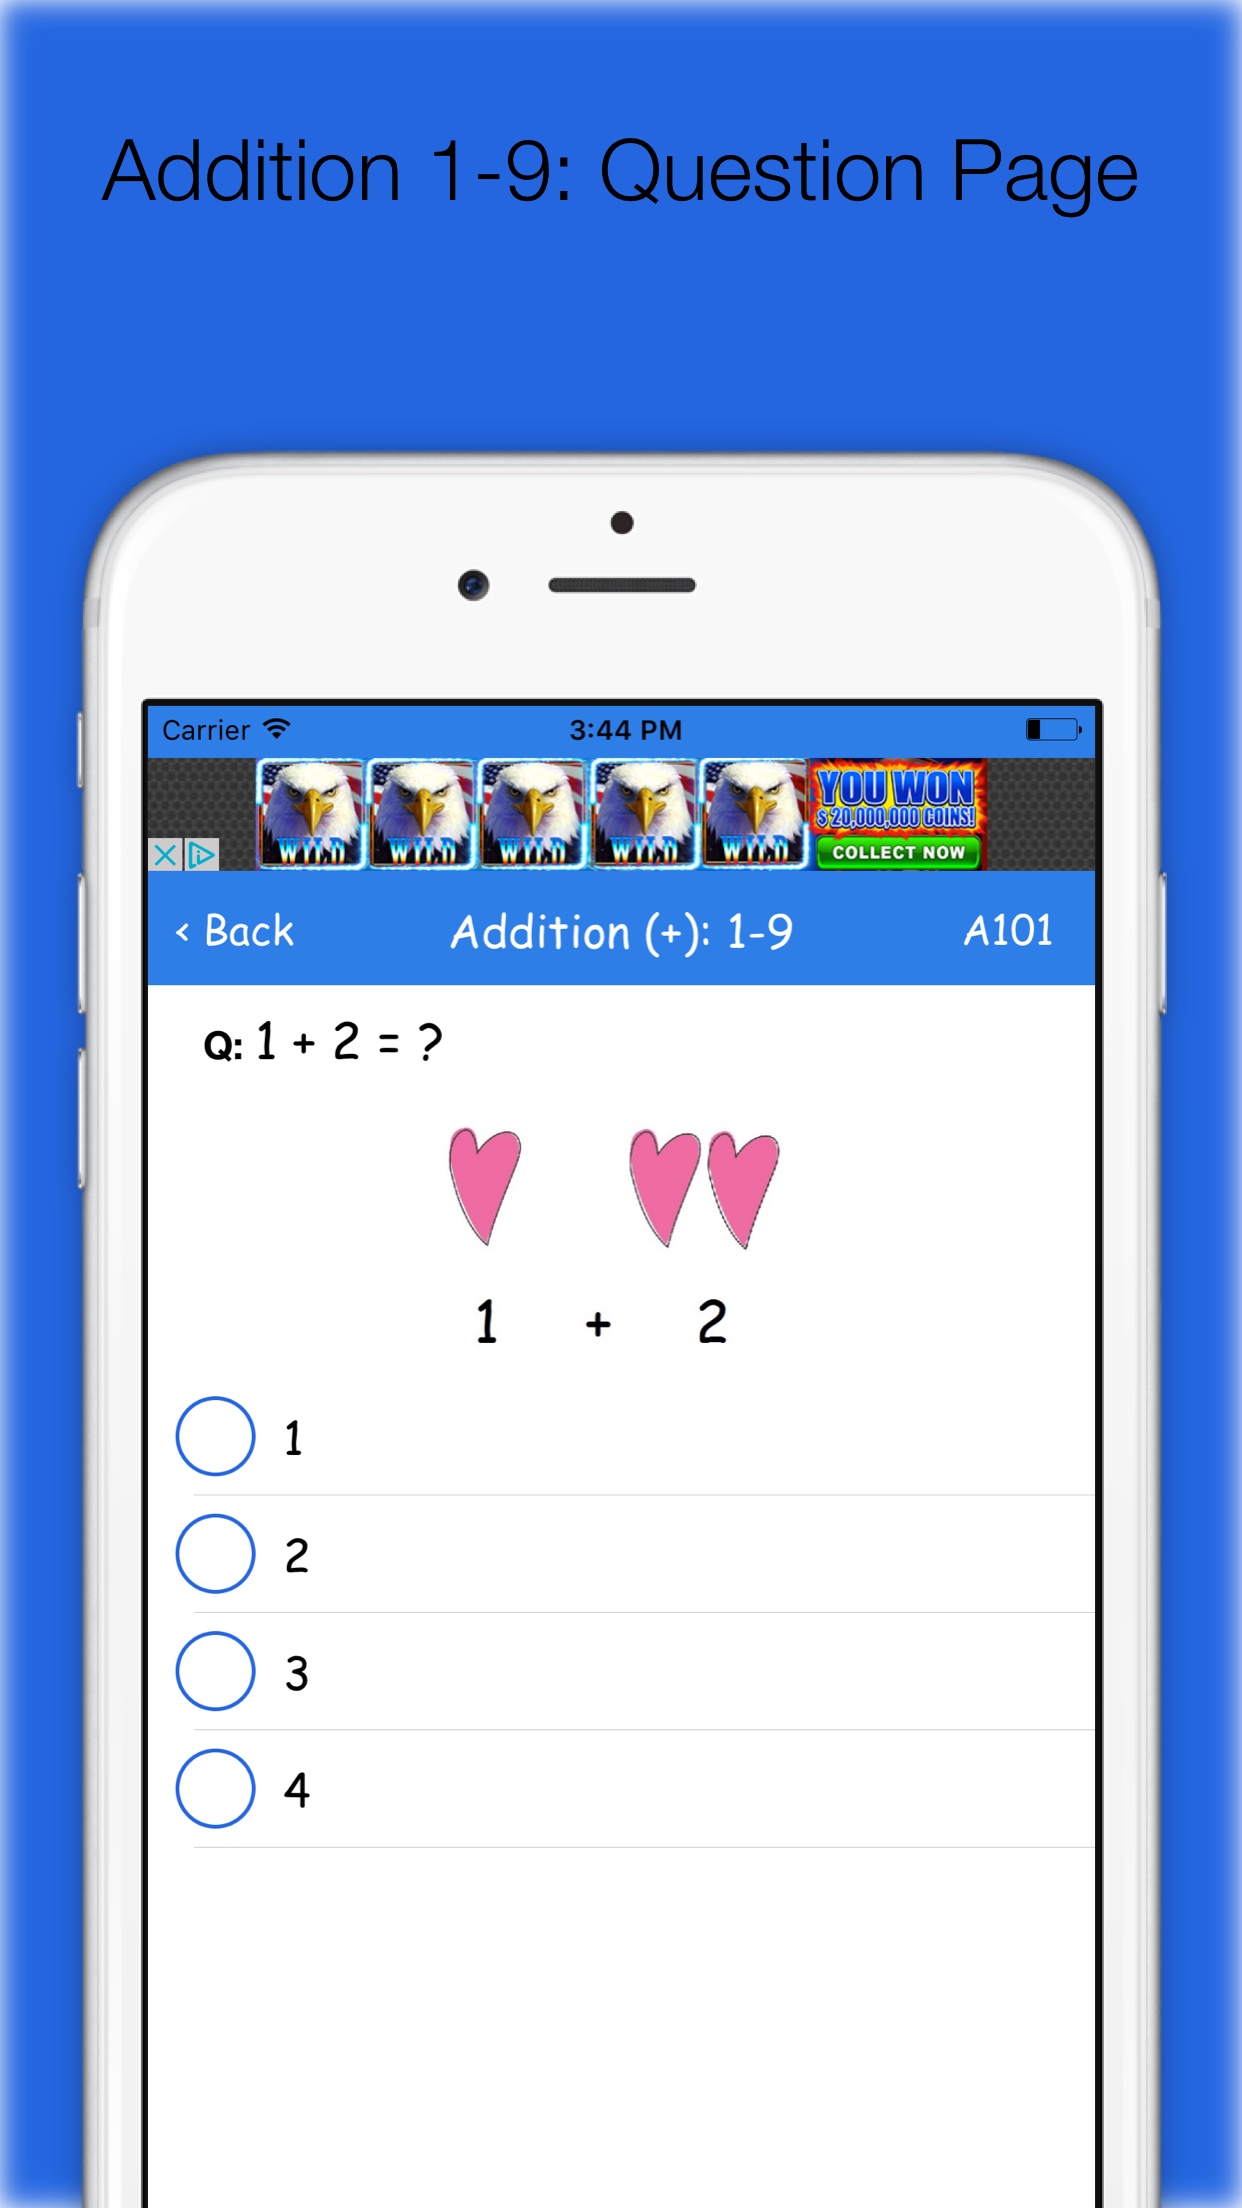 Addition 1-9: Question Page
Carrier 3:44 PM
WILD WILD WILD WILD WILD
YOU WON
$ 20,000,000 COINS!
COLLECT NOW
< Back Addition (+): 1-9 A101
Q: 1 + 2 = ?
1 + 2
1
2
3
4